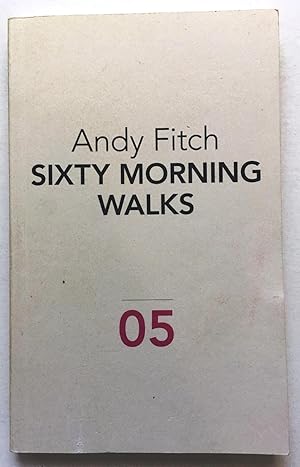 Andy Fitch
SIXTY MORNING
WALKS
05